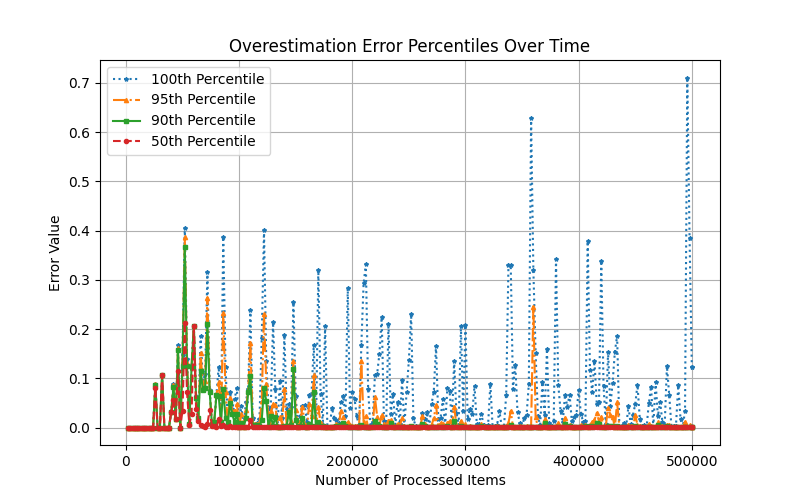 Overestimation Error Percentiles Over Time
100th Percentile
95th Percentile
90th Percentile
50th Percentile
Error Value
0.7
0.6
0.5
0.4
0.3
0.2
0.1
0.0
0 100000 200000 300000 400000 500000
Number of Processed Items